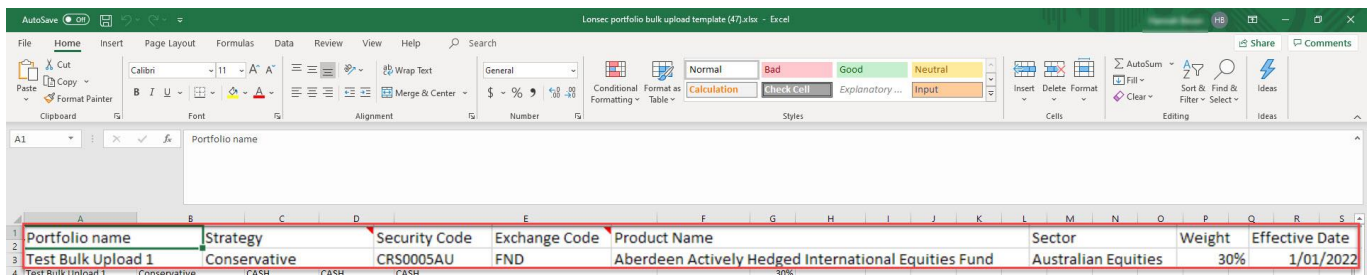 AutoSave Off Lonsec portfolio bulk upload template (47).xlsx - Excel HB
File Home Insert Page Layout Formulas Data Review View Help Search Share Comments
Cut Calibri 11 A A Wrap Text General Normal Bad Good Neutral AutoSum
Paste Copy Fill
Format Painter B I U A Merge & Center $ % 9 Conditional Formatting Format as Table Calculation Check Cell Explanatory ... Input Insert Delete Format Clear Sort & Filter Find & Select Ideas
Clipboard Font Alignment Number Styles Cells Editing Ideas
A1 fx Portfolio name
A B C D E F G H I J K L M N O P Q R S
1 Portfolio name Strategy Security Code Exchange Code Product Name Sector Weight Effective Date
2
3 Test Bulk Upload 1 Conservative CRS0005AU FND Aberdeen Actively Hedged International Equities Fund Australian Equities 30% 1/01/2022
4 Test Bulk Upload 1 Conservative CASH CASH CASH 30%